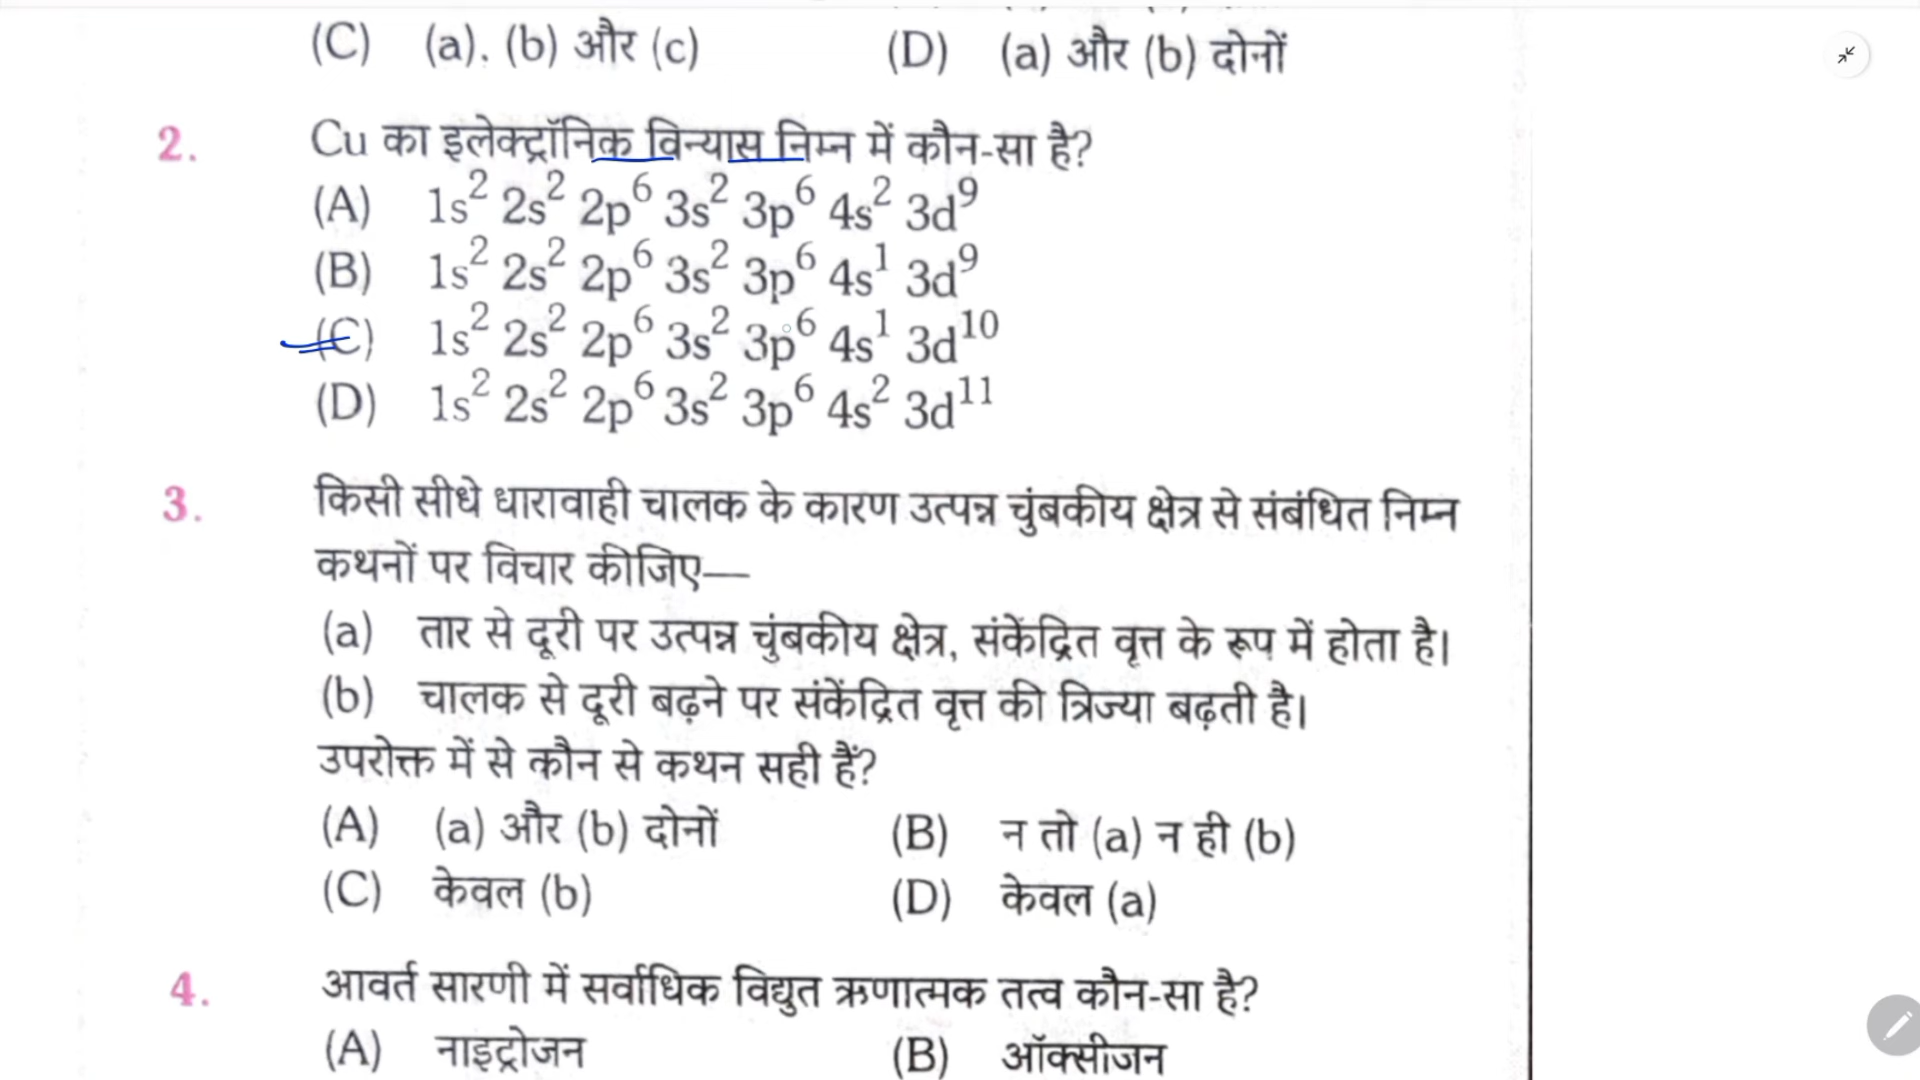 (C) (a). (b) और (c) (D) (a) और (b) दोनों
2. Cu का इलेक्ट्रॉनिक विन्यास निम्न में कौन-सा है?
(A) 1s² 2s² 2p⁶ 3s² 3p⁶ 4s² 3d⁹
(B) 1s² 2s² 2p⁶ 3s² 3p⁶ 4s¹ 3d⁹
(C) 1s² 2s² 2p⁶ 3s² 3p⁶ 4s¹ 3d¹⁰
(D) 1s² 2s² 2p⁶ 3s² 3p⁶ 4s² 3d¹¹
3. किसी सीधे धारावाही चालक के कारण उत्पन्न चुंबकीय क्षेत्र से संबंधित निम्न
कथनों पर विचार कीजिए—
(a) तार से दूरी पर उत्पन्न चुंबकीय क्षेत्र, संकेंद्रित वृत्त के रूप में होता है।
(b) चालक से दूरी बढ़ने पर संकेंद्रित वृत्त की त्रिज्या बढ़ती है।
उपरोक्त में से कौन से कथन सही हैं?
(A) (a) और (b) दोनों (B) न तो (a) न ही (b)
(C) केवल (b) (D) केवल (a)
4. आवर्त सारणी में सर्वाधिक विद्युत ऋणात्मक तत्व कौन-सा है?
(A) नाइट्रोजन (B) ऑक्सीजन